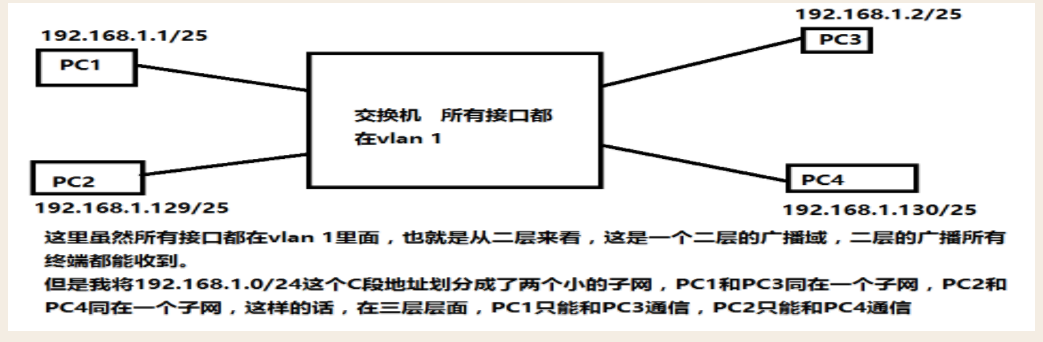 192.168.1.1/25
PC1
192.168.1.2/25
PC3
交换机 所有接口都
在vlan 1
PC2
192.168.1.129/25
PC4
192.168.1.130/25
这里虽然所有接口都在vlan 1里面，也就是从二层来看，这是一个二层的广播域，二层的广播所有
终端都能收到。
但是我将192.168.1.0/24这个C段地址划分成了两个小的子网，PC1和PC3同在一个子网，PC2和
PC4同在一个子网，这样的话，在三层层面，PC1只能和PC3通信，PC2只能和PC4通信